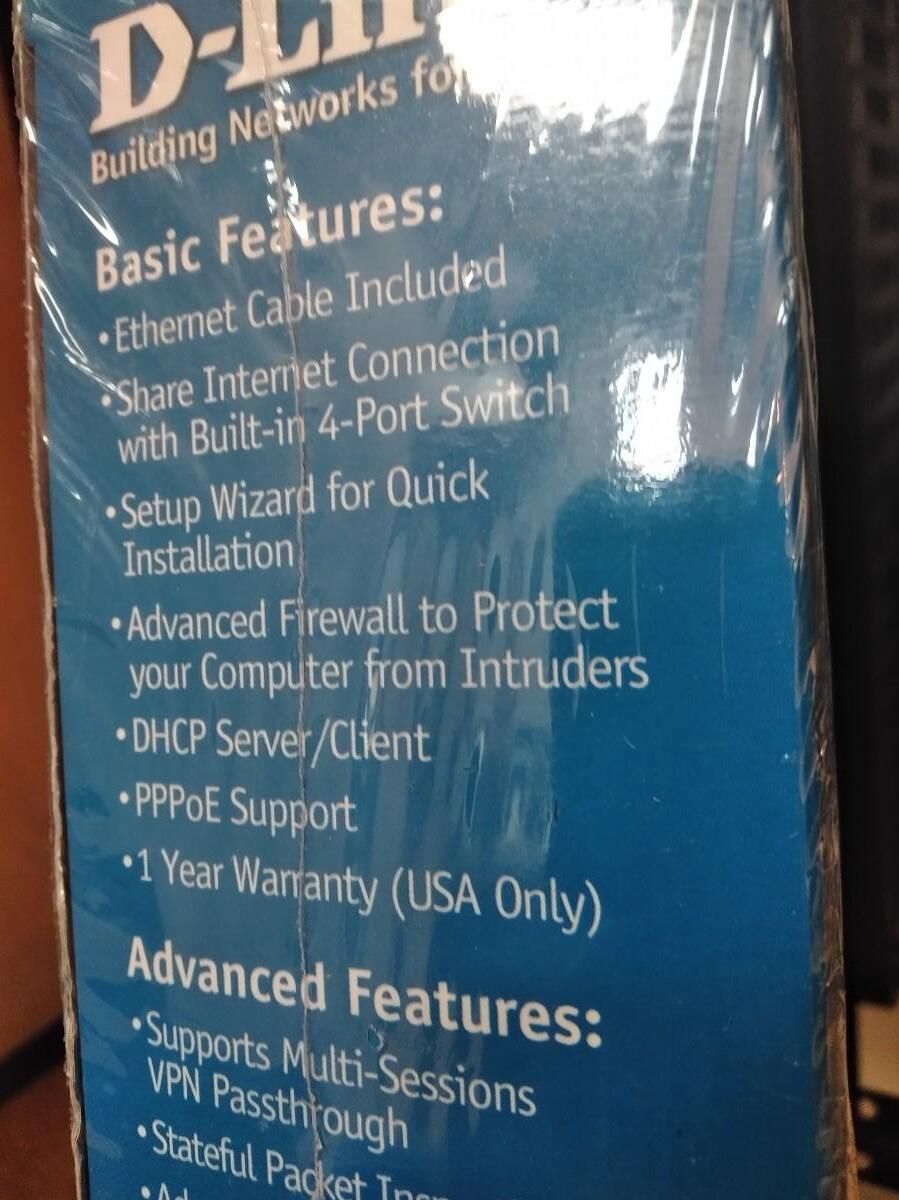 D-Link
Building Networks for
Basic Features:
•Ethernet Cable Included
•Share Internet Connection
with Built-in 4-Port Switch
•Setup Wizard for Quick
Installation
•Advanced Firewall to Protect
your Computer from Intruders
•DHCP Server/Client
•PPPoE Support
•1 Year Warranty (USA Only)
Advanced Features:
•Supports Multi-Sessions
VPN Passthrough
•Stateful Packet